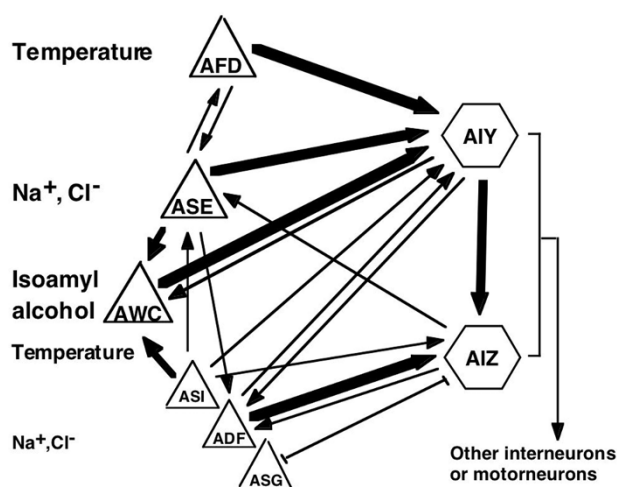 Temperature
AFD
AIY
Na⁺, Cl⁻
ASE
Isoamyl
alcohol
AWC
Temperature
AIZ
ASI
ADF
Na⁺,Cl⁻
ASG
Other interneurons
or motorneurons